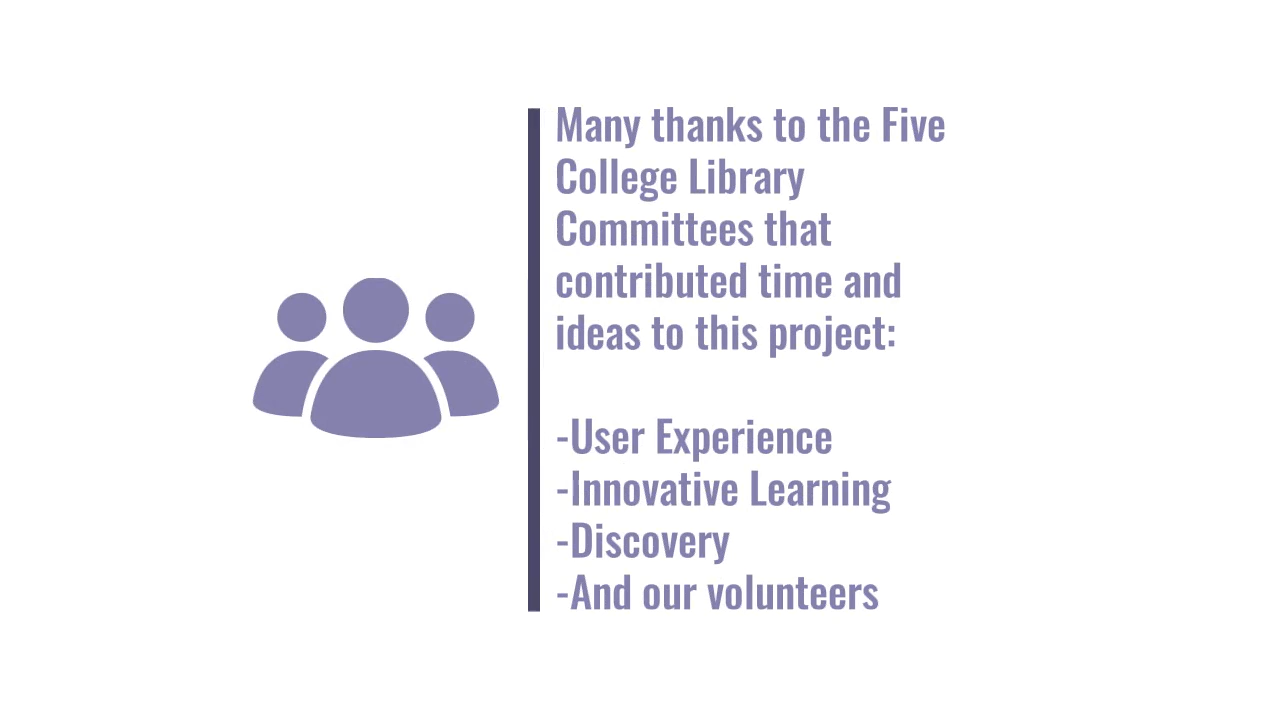 Many thanks to the Five
College Library
Committees that
contributed time and
ideas to this project:
-User Experience
-Innovative Learning
-Discovery
-And our volunteers